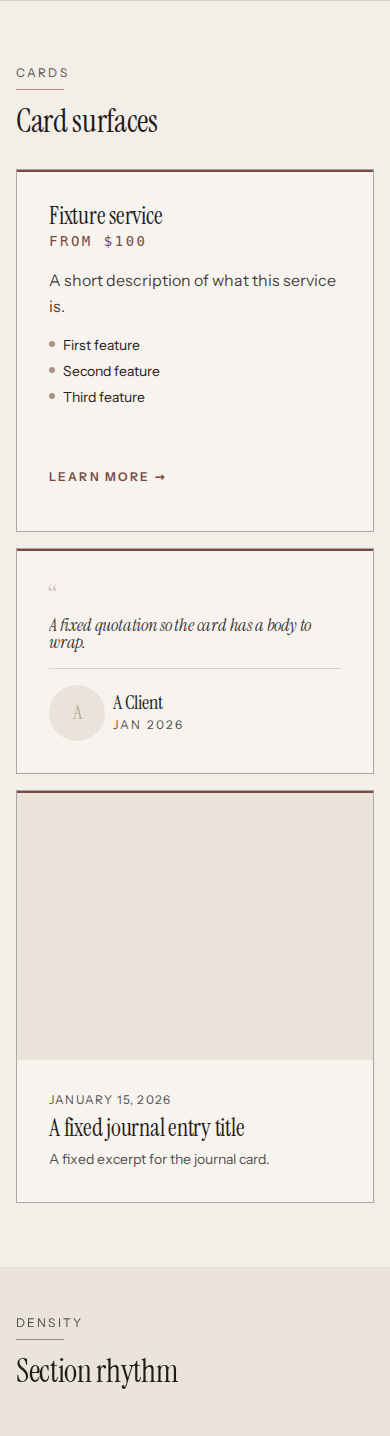 CARDS
Card surfaces
Fixture service
FROM $100
A short description of what this service
is.
First feature
Second feature
Third feature
LEARN MORE →
“
A fixed quotation so the card has a body to
wrap.
A
A Client
JAN 2026
JANUARY 15, 2026
A fixed journal entry title
A fixed excerpt for the journal card.
DENSITY
Section rhythm